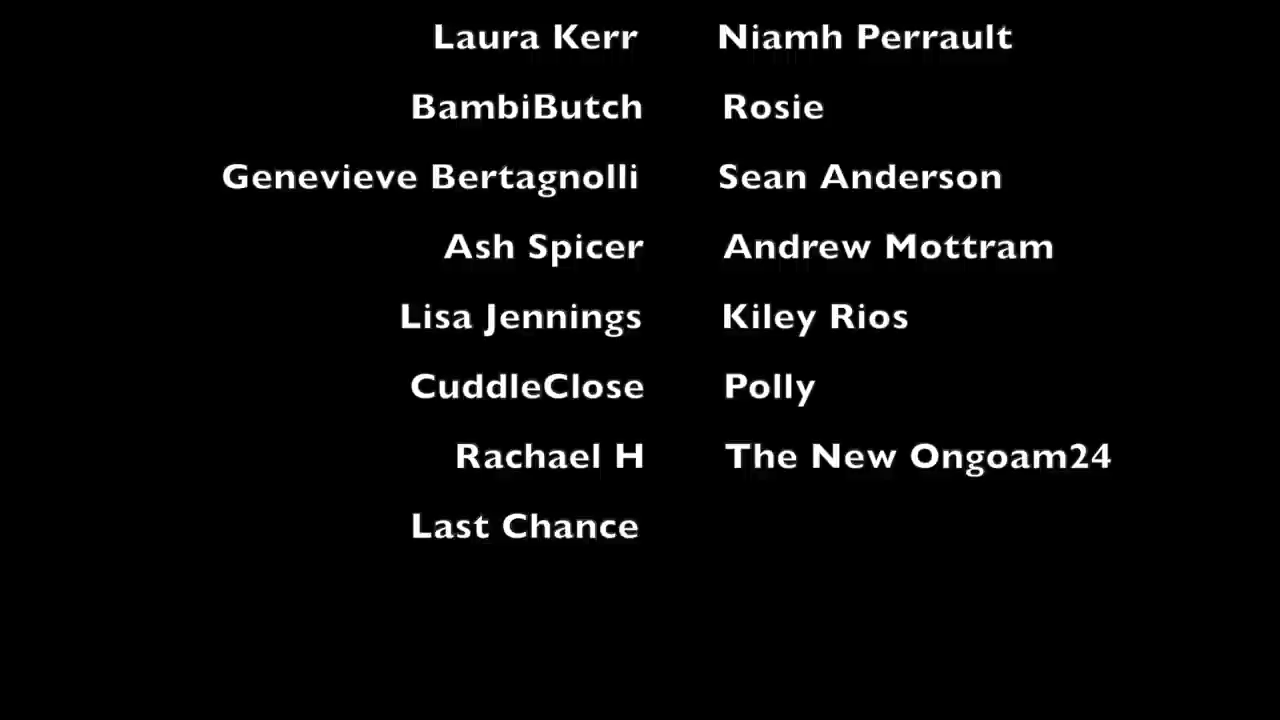 Laura Kerr Niamh Perrault
BambiButch Rosie
Genevieve Bertagnolli Sean Anderson
Ash Spicer Andrew Mottram
Lisa Jennings Kiley Rios
CuddleClose Polly
Rachael H The New Ongoam24
Last Chance